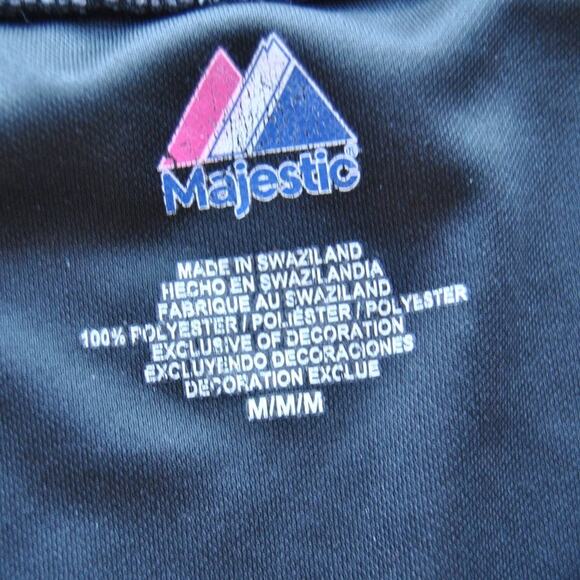 Majestic
MADE IN SWAZILAND
HECHO EN SWAZILANDIA
FABRIQUE AU SWAZILAND
100% POLYESTER / POLIÉSTER / POLYESTER
EXCLUSIVE OF DECORATION
EXCLUYENDO DECORACIONES
DECORATION EXCLUE
M/M/M